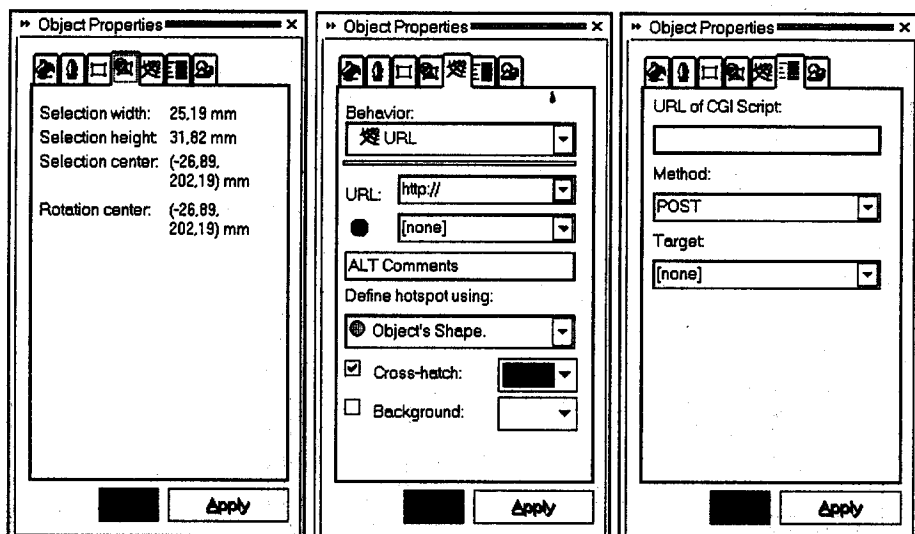 Object Properties
Selection width: 25,19 mm
Selection height: 31,82 mm
Selection center: (-26,89,
202,19) mm
Rotation center: (-26,89,
202,19) mm
Apply
Object Properties
Behavior:
URL
URL: http://
[none]
ALT Comments
Define hotspot using:
Object's Shape.
Cross-hatch:
Background:
Apply
Object Properties
URL of CGI Script:
Method:
POST
Target:
[none]
Apply